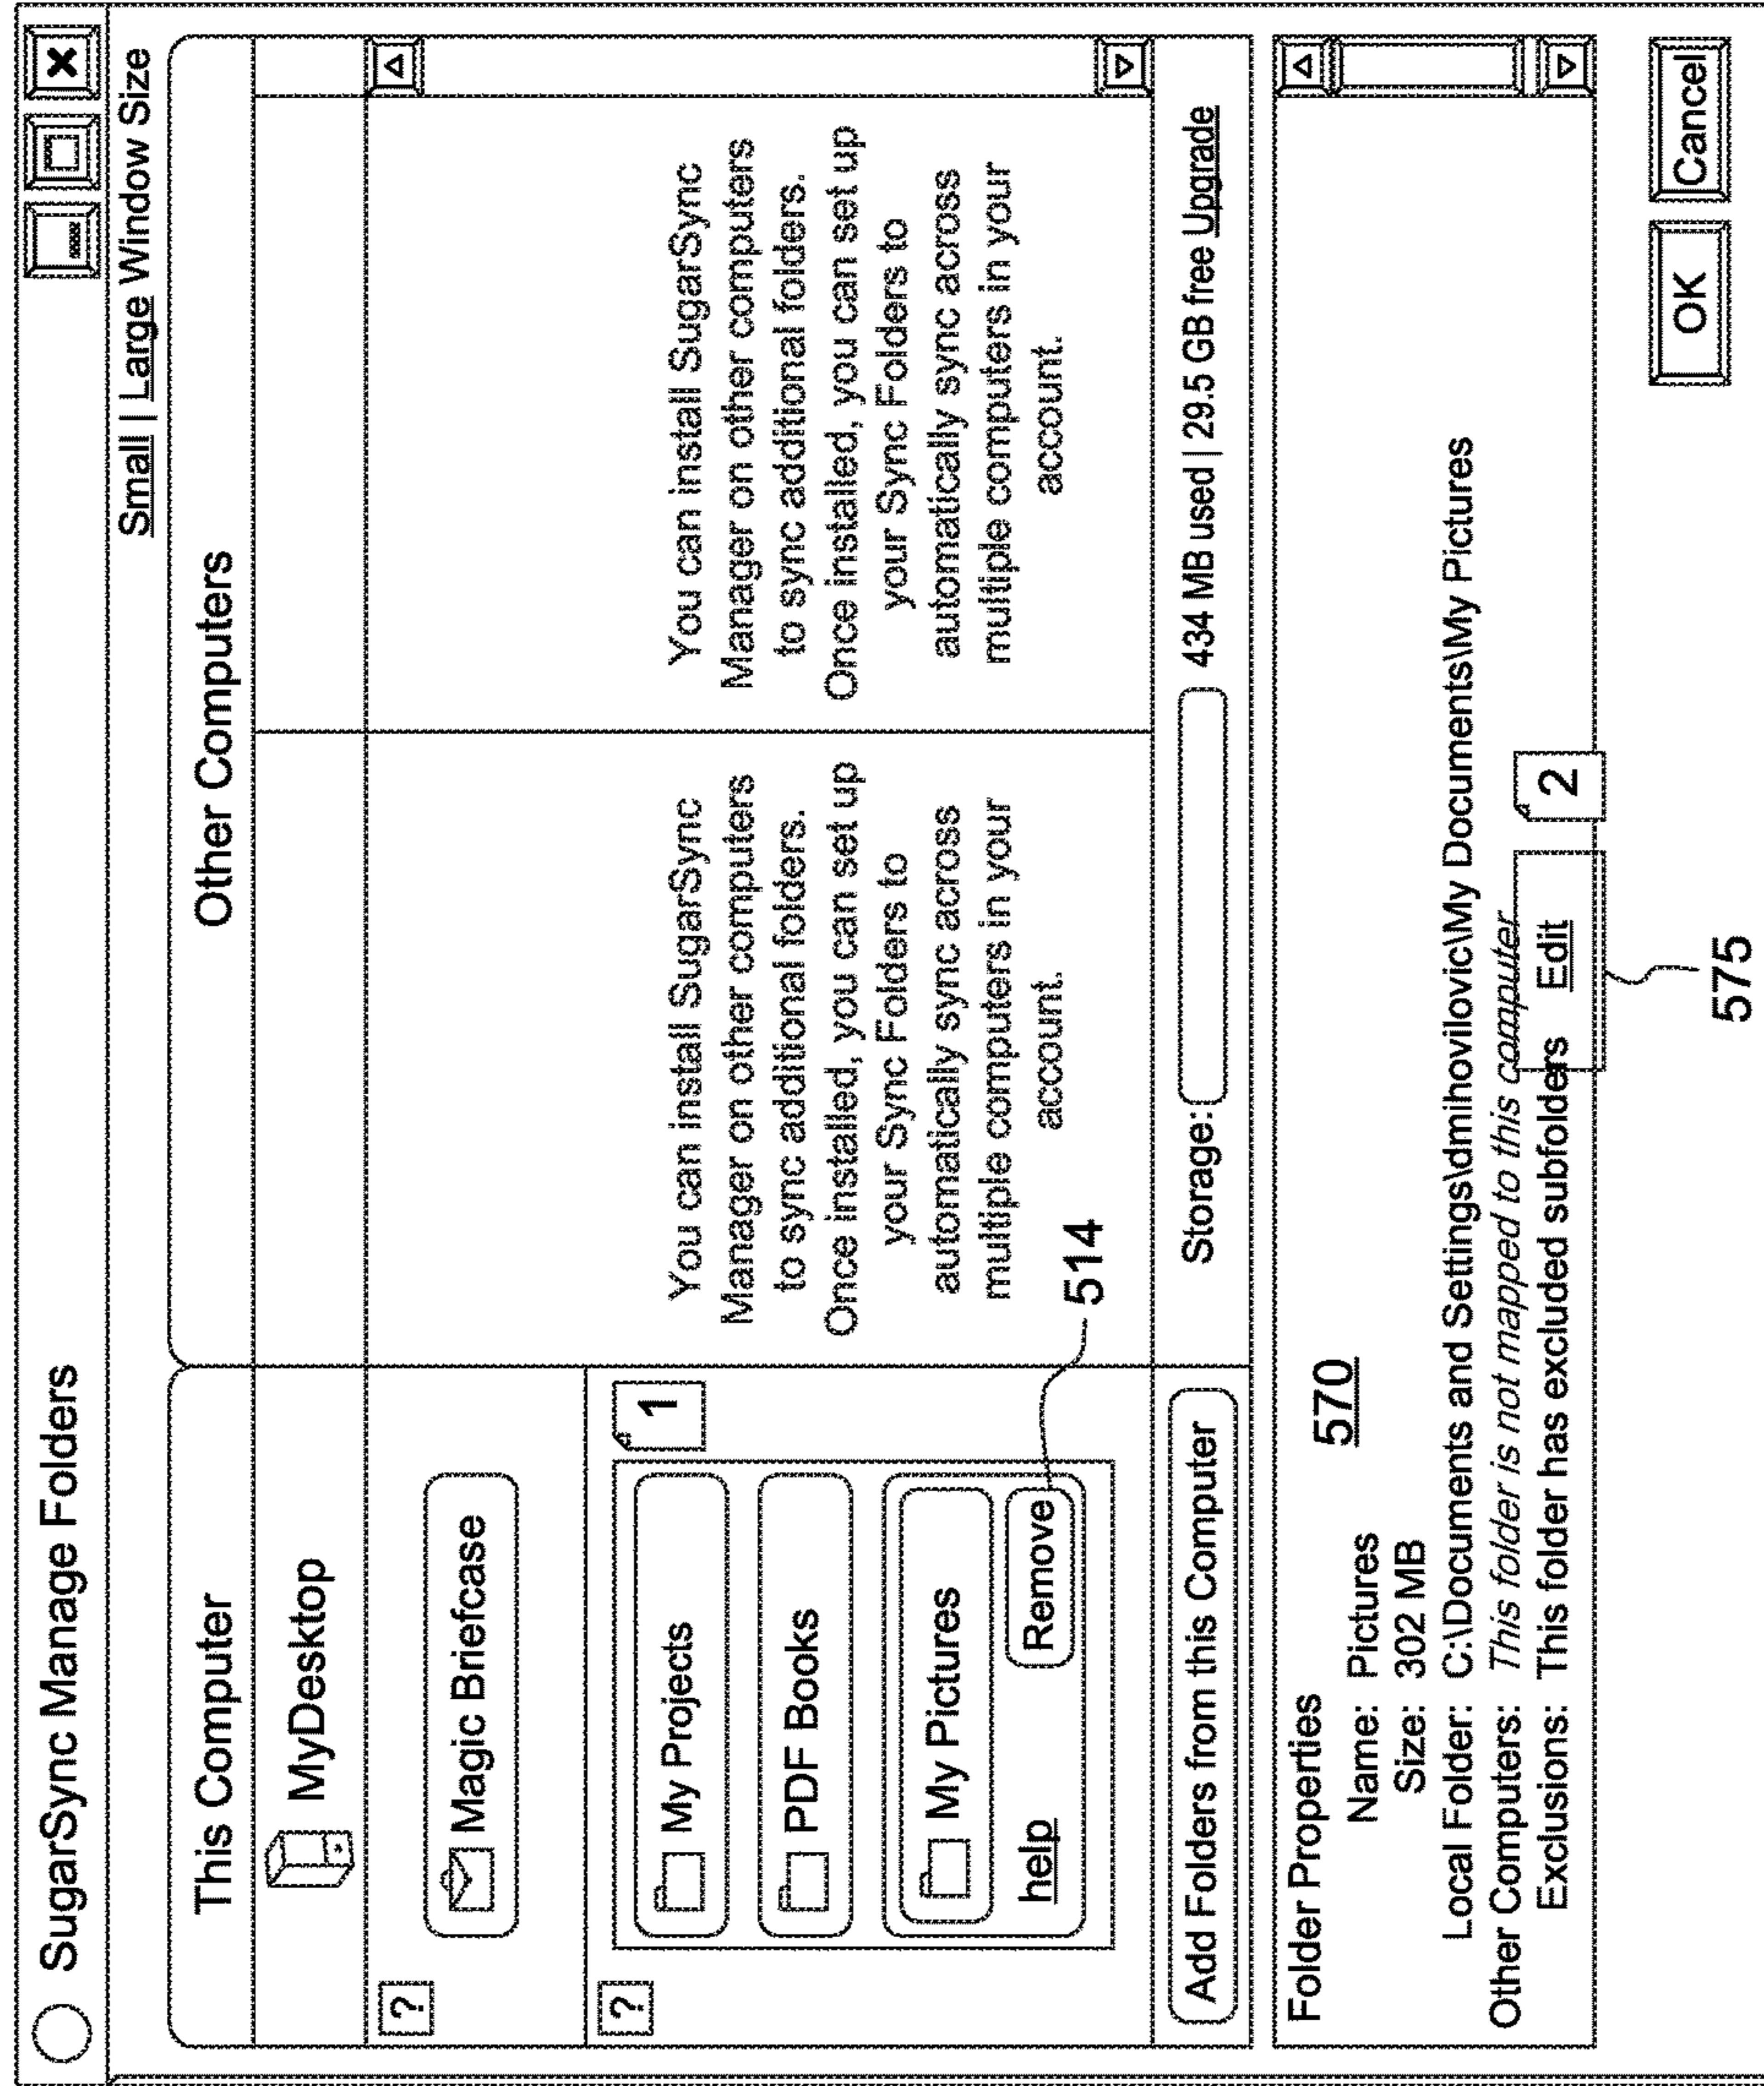 SugarSync Manage Folders
Small | Large Window Size
This Computer
Other Computers
MyDesktop
?
Magic Briefcase
?
1
My Projects
PDF Books
My Pictures
help
Remove
514
You can install SugarSync
Manager on other computers
to sync additional folders.
Once installed, you can set up
your Sync Folders to
automatically sync across
multiple computers in your
account.
You can install SugarSync
Manager on other computers
to sync additional folders.
Once installed, you can set up
your Sync Folders to
automatically sync across
multiple computers in your
account.
Add Folders from this Computer
Storage: 434 MB used | 29.5 GB free Upgrade
Folder Properties
570
Name: Pictures
Size: 302 MB
Local Folder: C:\Documents and Settings\dmihovilovic\My Documents\My Pictures
Other Computers: This folder is not mapped to this computer
Exclusions: This folder has excluded subfolders Edit
2
575
OK
Cancel